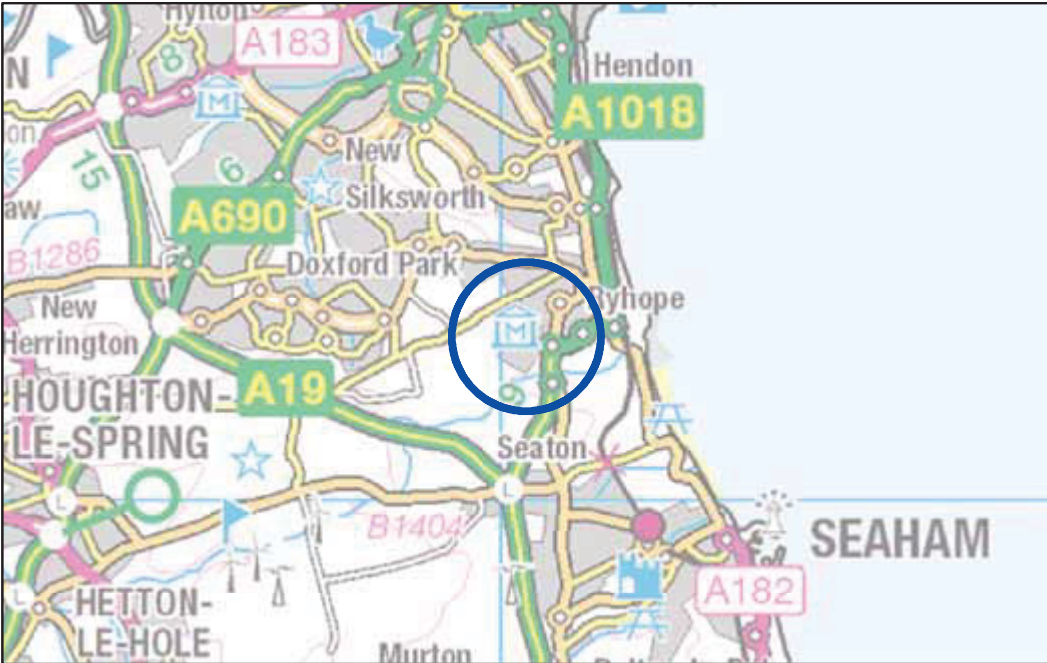 Hylton
A183
N
8
M
Hendon
A1018
on
15
6
New
Silksworth
aw
A690
B1286
Doxford Park
New
Herrington
M
Ryhope
HOUGHTON-
LE-SPRING
A19
9
Seaton
L
L
B1404
SEAHAM
A182
L
HETTON-
LE-HOLE
Murton